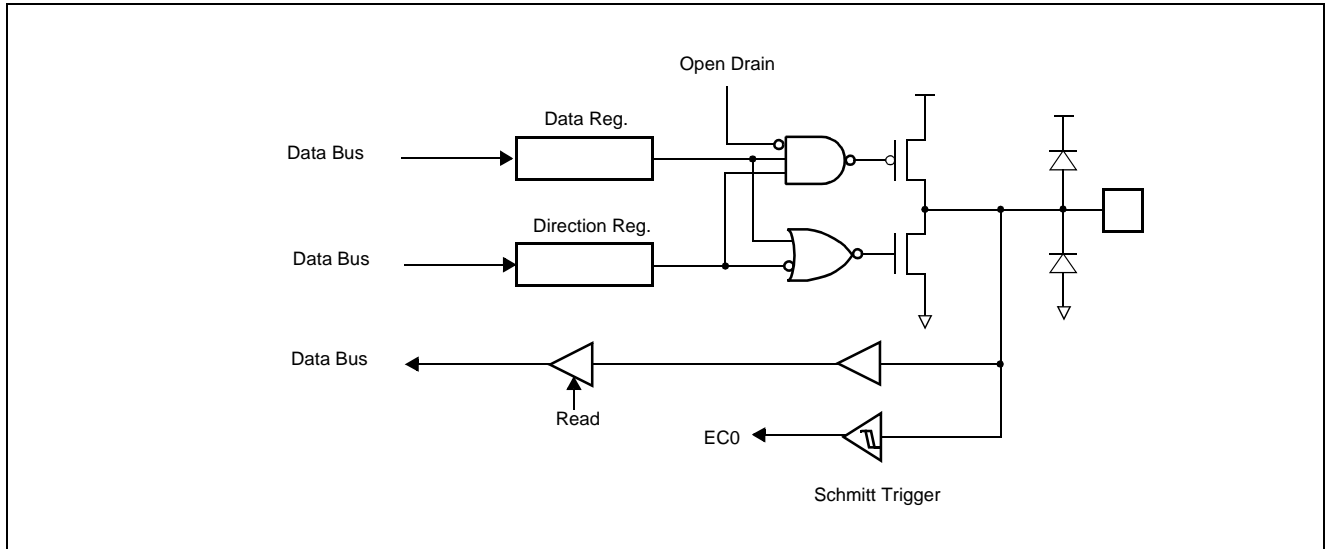 Open Drain
Data Reg.
Data Bus
Direction Reg.
Data Bus
Data Bus
Read
EC0
Schmitt Trigger